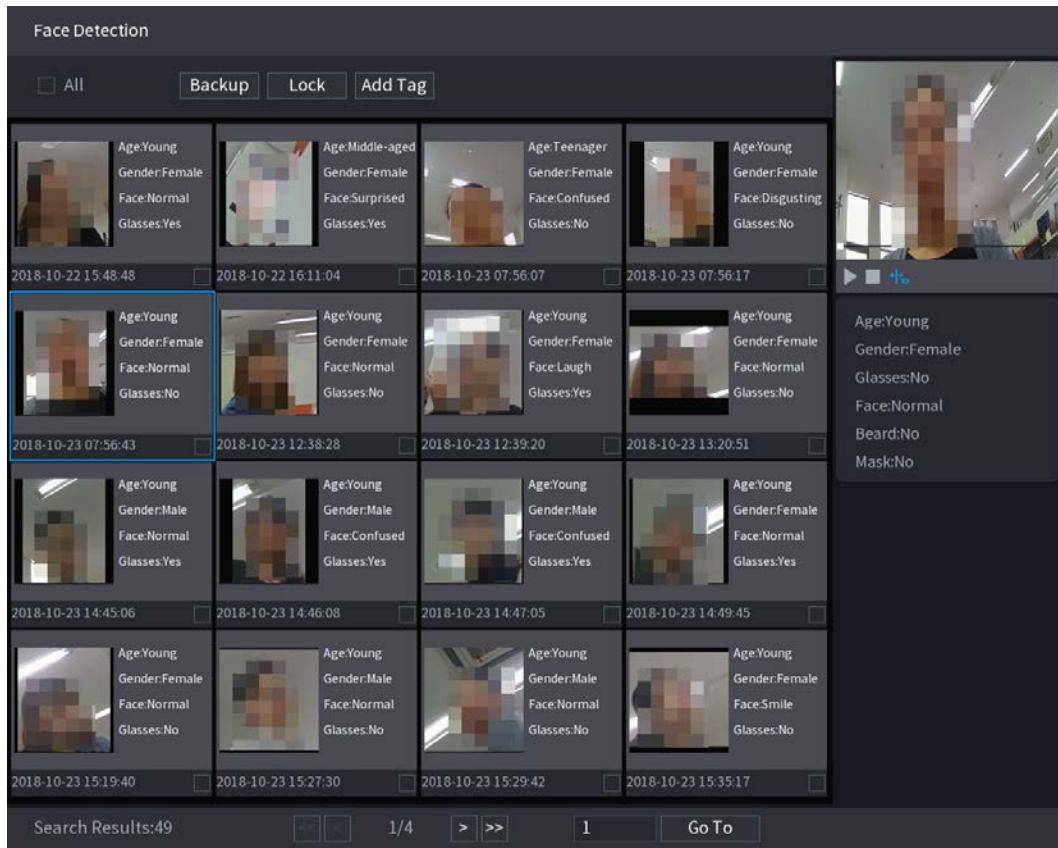 Face Detection
All
Backup
Lock
Add Tag
Age:Young
Gender:Female
Face:Normal
Glasses:Yes
2018-10-22 15:48:48
Age:Middle-aged
Gender:Female
Face:Surprised
Glasses:Yes
2018-10-22 16:11:04
Age:Teenager
Gender:Female
Face:Confused
Glasses:No
2018-10-23 07:56:07
Age:Young
Gender:Female
Face:Disgusting
Glasses:No
2018-10-23 07:56:17
Age:Young
Gender:Female
Face:Normal
Glasses:No
2018-10-23 07:56:43
Age:Young
Gender:Female
Face:Normal
Glasses:No
2018-10-23 12:38:28
Age:Young
Gender:Female
Face:Laugh
Glasses:Yes
2018-10-23 12:39:20
Age:Young
Gender:Female
Face:Normal
Glasses:No
2018-10-23 13:20:51
Age:Young
Gender:Male
Face:Normal
Glasses:Yes
2018-10-23 14:45:06
Age:Young
Gender:Male
Face:Confused
Glasses:Yes
2018-10-23 14:46:08
Age:Young
Gender:Male
Face:Confused
Glasses:Yes
2018-10-23 14:47:05
Age:Young
Gender:Female
Face:Normal
Glasses:Yes
2018-10-23 14:49:45
Age:Young
Gender:Female
Face:Normal
Glasses:No
2018-10-23 15:19:40
Age:Young
Gender:Male
Face:Normal
Glasses:No
2018-10-23 15:27:30
Age:Young
Gender:Male
Face:Normal
Glasses:No
2018-10-23 15:29:42
Age:Young
Gender:Female
Face:Smile
Glasses:No
2018-10-23 15:35:17
Age:Young
Gender:Female
Glasses:No
Face:Normal
Beard:No
Mask:No
Search Results:49
<< < 1/4 > >> 1 Go To